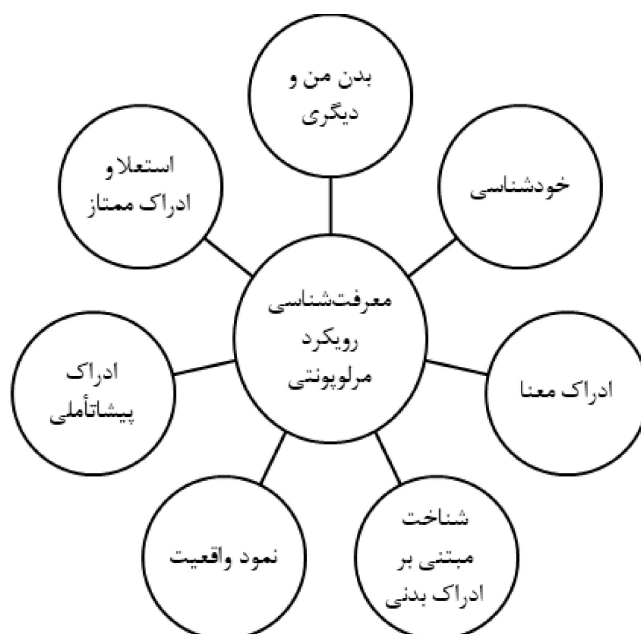 بدن من و
دیگری
خودشناسی
ادراک معنا
شناخت
مبتنی بر
ادراک بدنی
نمود واقعیت
ادراک
پیشاتأملی
استعلا و
ادراک ممتاز
معرفت‌شناسی
رویکرد
مرلوپونتی